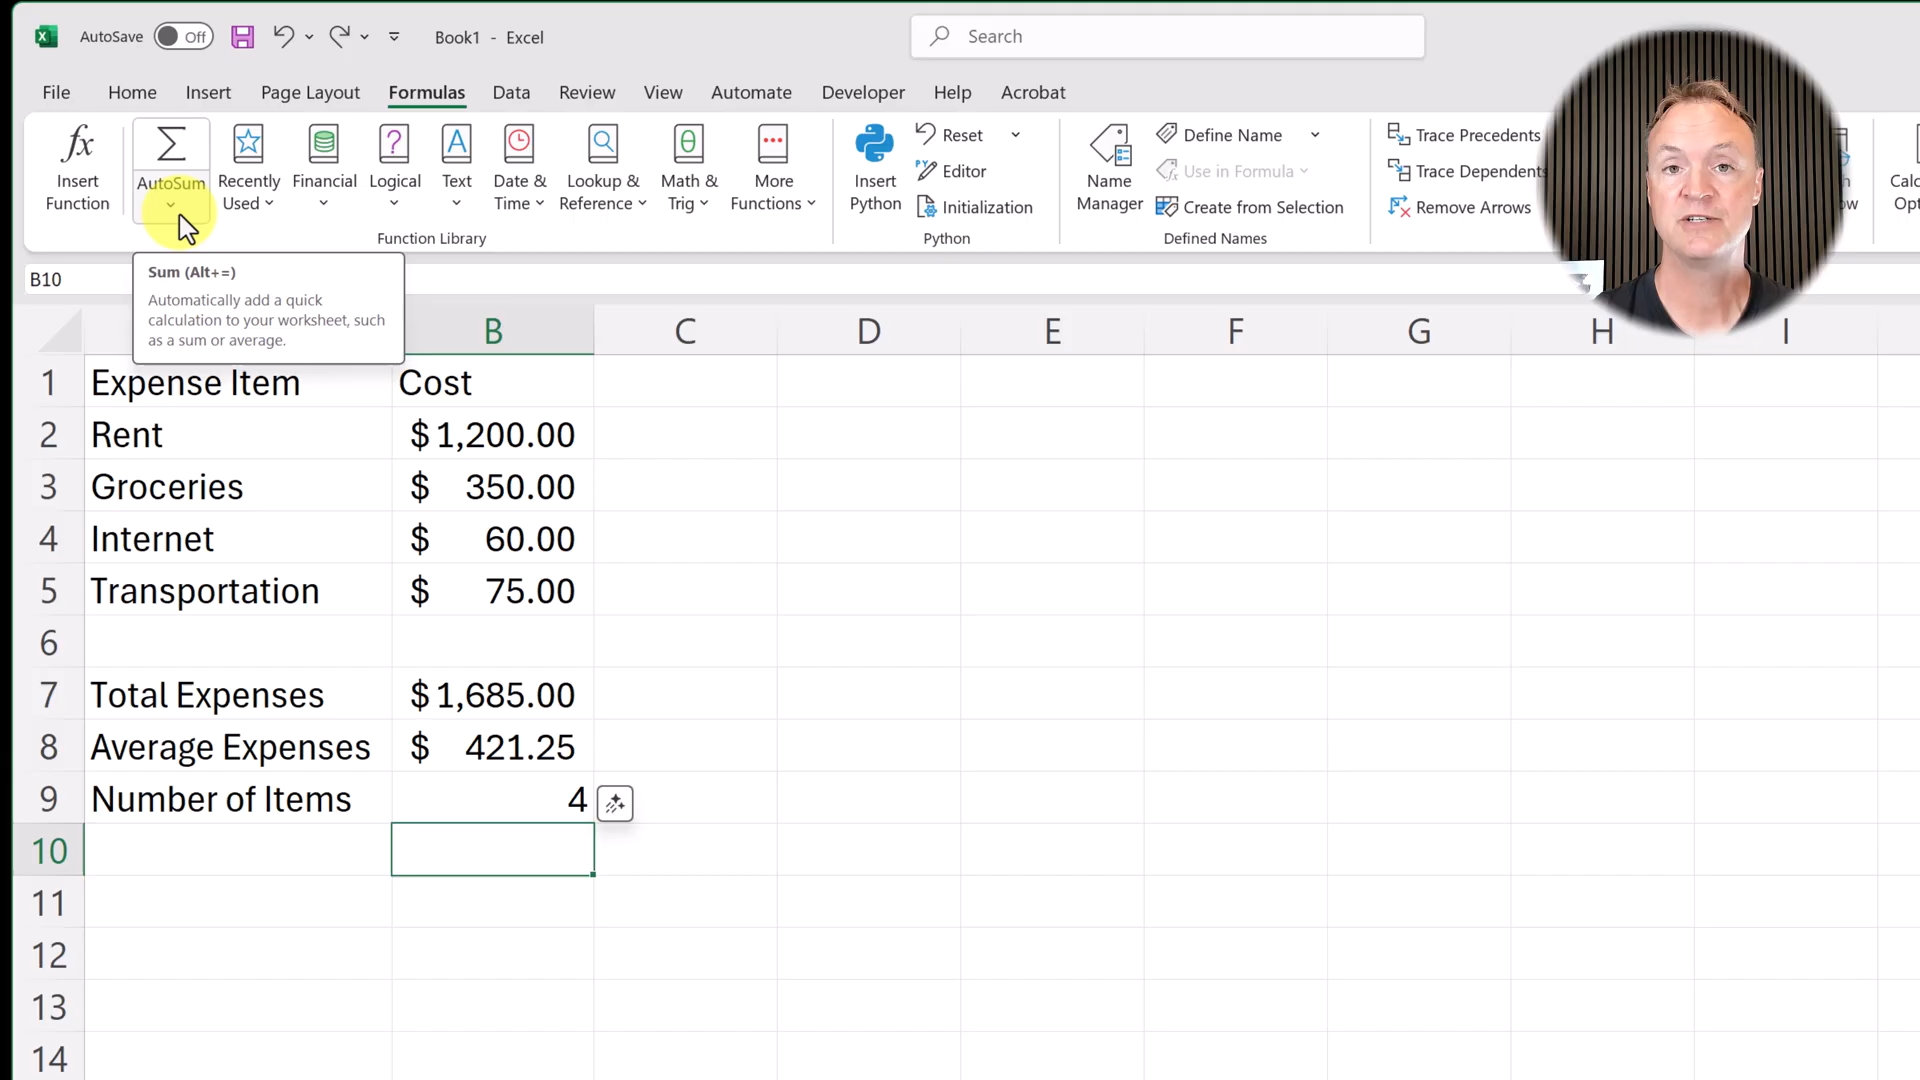 AutoSave Off Book1 - Excel Search
File Home Insert Page Layout Formulas Data Review View Automate Developer Help Acrobat
fx
Insert Function
AutoSum
Recently Used
Financial
Logical
Text
Date & Time
Lookup & Reference
Math & Trig
More Functions
Function Library
Insert Python
Reset
Editor
Initialization
Python
Name Manager
Define Name
Use in Formula
Create from Selection
Defined Names
Trace Precedents
Trace Dependents
Remove Arrows
B10
Sum (Alt+=)
Automatically add a quick
calculation to your worksheet, such
as a sum or average.
B C D E F G H I
1 Expense Item Cost
2 Rent $1,200.00
3 Groceries $ 350.00
4 Internet $ 60.00
5 Transportation $ 75.00
6
7 Total Expenses $1,685.00
8 Average Expenses $ 421.25
9 Number of Items 4
10
11
12
13
14